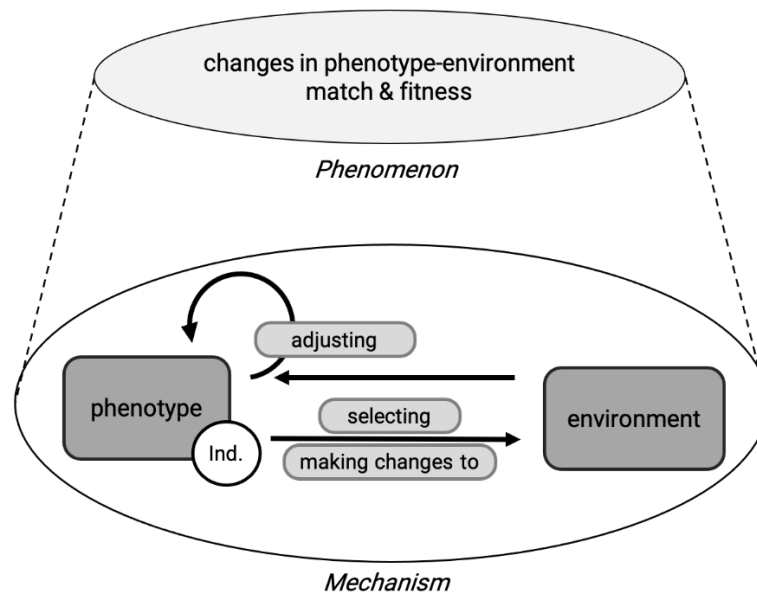 changes in phenotype-environment
match & fitness
Phenomenon
adjusting
phenotype
selecting
environment
Ind.
making changes to
Mechanism